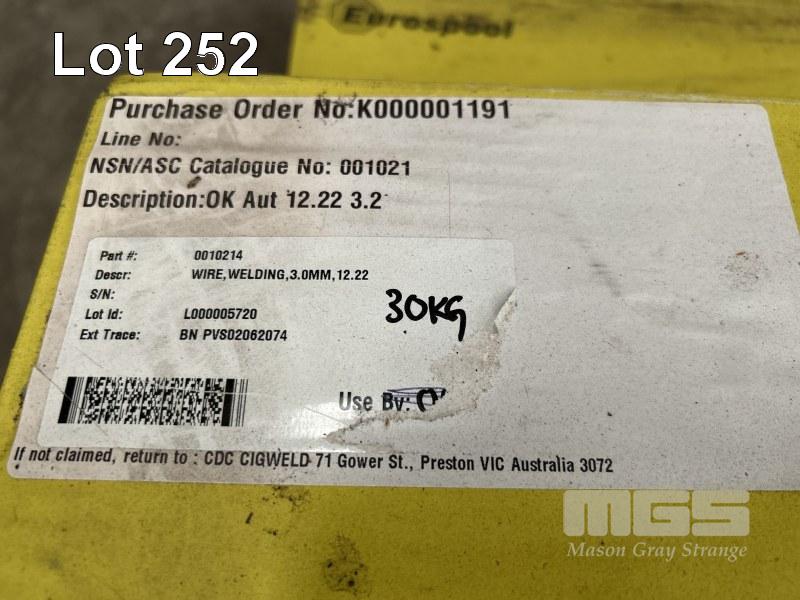 Lot 252
Eurospool
Purchase Order No:K000001191
Line No:
NSN/ASC Catalogue No: 001021
Description:OK Aut 12.22 3.2
Part #: 0010214
Descr: WIRE,WELDING,3.0MM,12.22
S/N:
Lot Id: L000005720
Ext Trace: BN PVS02062074
30KG
Use By:
If not claimed, return to : CDC CIGWELD 71 Gower St., Preston VIC Australia 3072
MGS
Mason Gray Strange